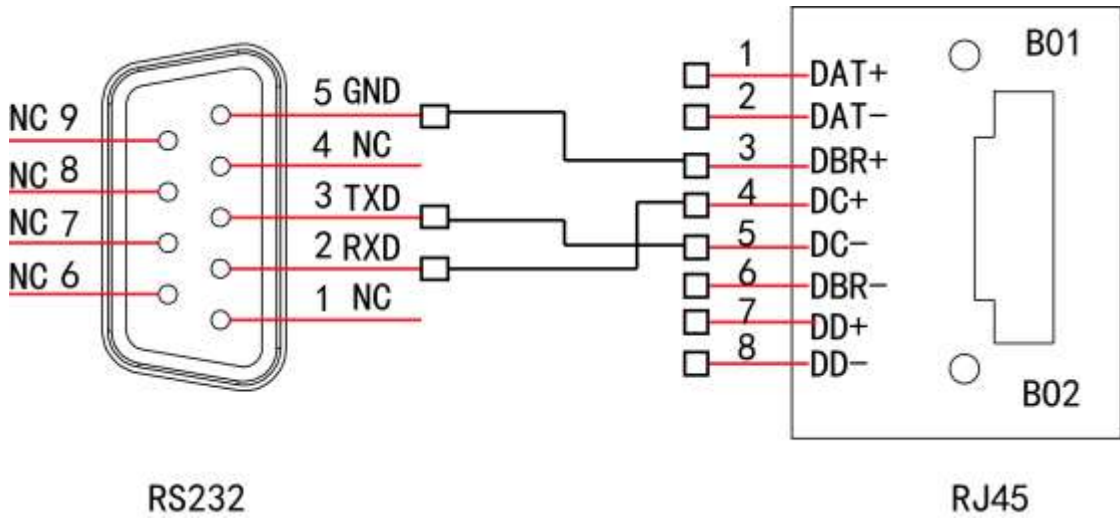 NC 9
NC 8
NC 7
NC 6
5 GND
4 NC
3 TXD
2 RXD
1 NC
1 DAT+
2 DAT-
3 DBR+
4 DC+
5 DC-
6 DBR-
7 DD+
8 DD-
B01
B02
RS232
RJ45